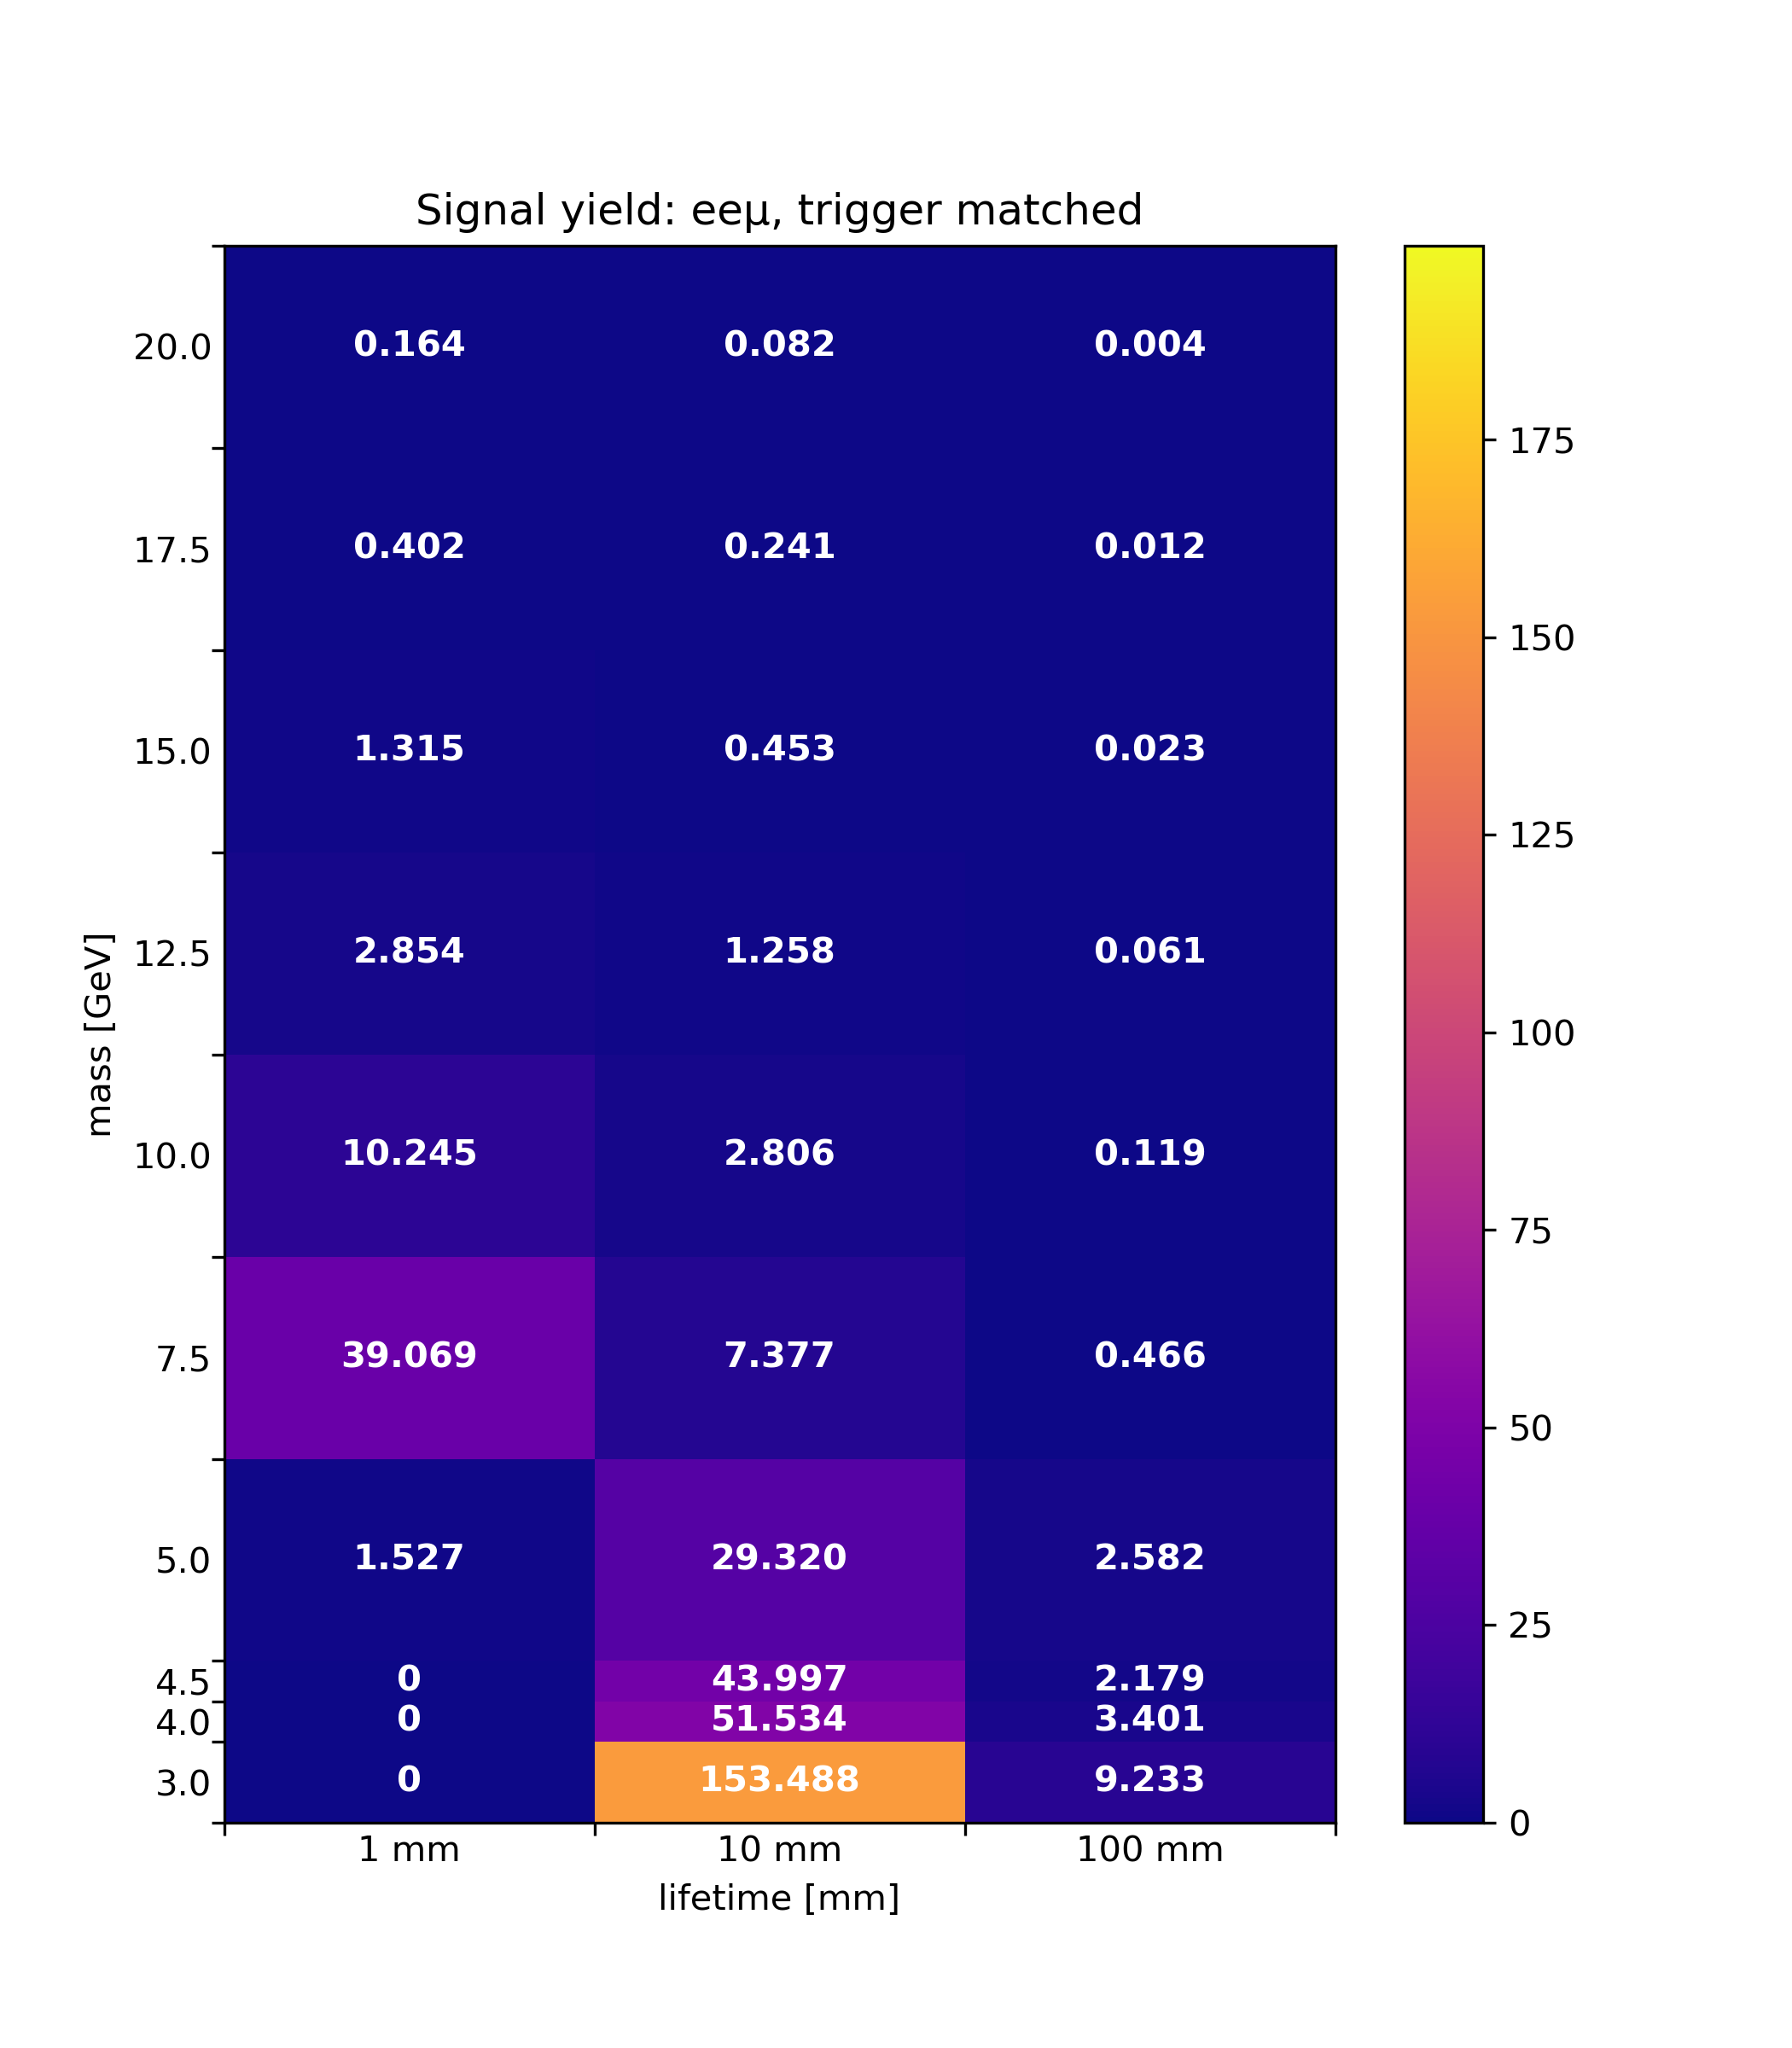 Signal yield: eeμ, trigger matched
20.0 0.164 0.082 0.004
17.5 0.402 0.241 0.012
15.0 1.315 0.453 0.023
12.5 2.854 1.258 0.061
10.0 10.245 2.806 0.119
7.5 39.069 7.377 0.466
5.0 1.527 29.320 2.582
4.5 0 43.997 2.179
4.0 0 51.534 3.401
3.0 0 153.488 9.233
1 mm 10 mm 100 mm
lifetime [mm]
mass [GeV]
175
150
125
100
75
50
25
0